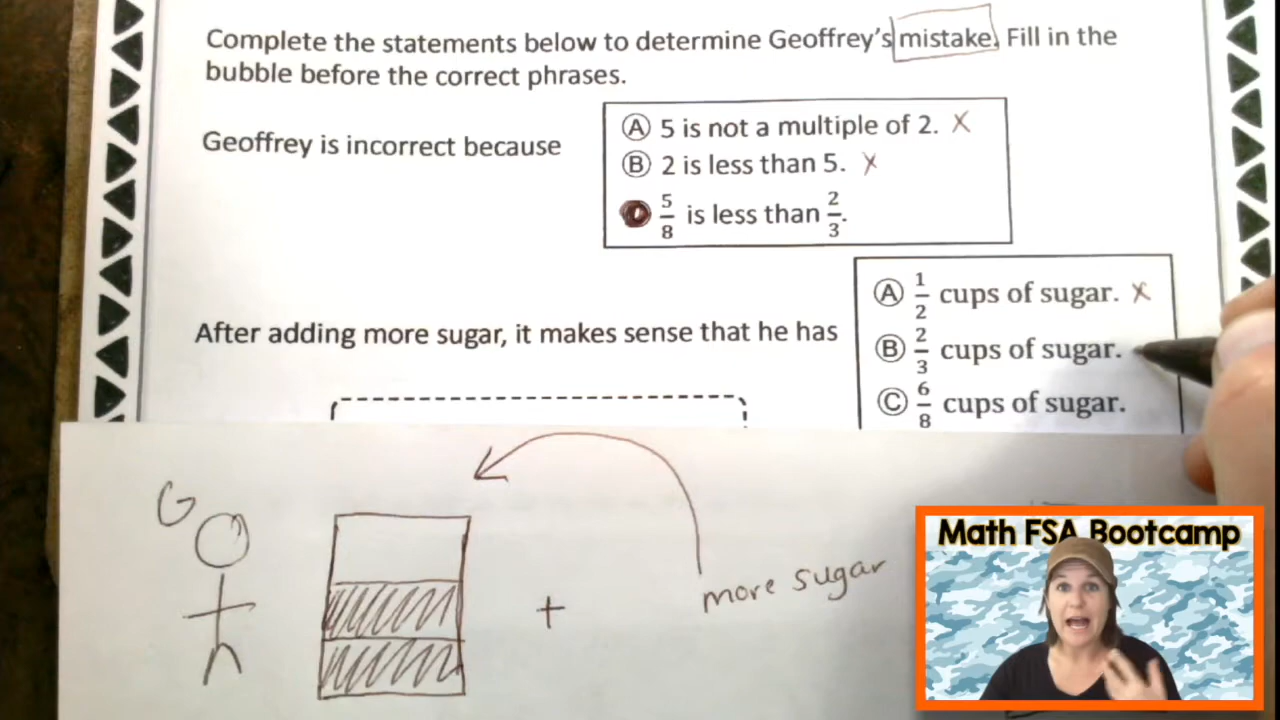 Complete the statements below to determine Geoffrey's mistake. Fill in the
bubble before the correct phrases.
Geoffrey is incorrect because
A 5 is not a multiple of 2. X
B 2 is less than 5. X
5/8 is less than 2/3.
After adding more sugar, it makes sense that he has
A 1/2 cups of sugar. X
B 2/3 cups of sugar.
C 6/8 cups of sugar.
G
+
more sugar
Math FSA Bootcamp